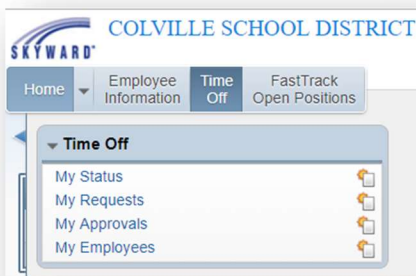 COLVILLE SCHOOL DISTRICT
SKYWARD®
Home
Employee Information
Time Off
FastTrack Open Positions
Time Off
My Status
My Requests
My Approvals
My Employees